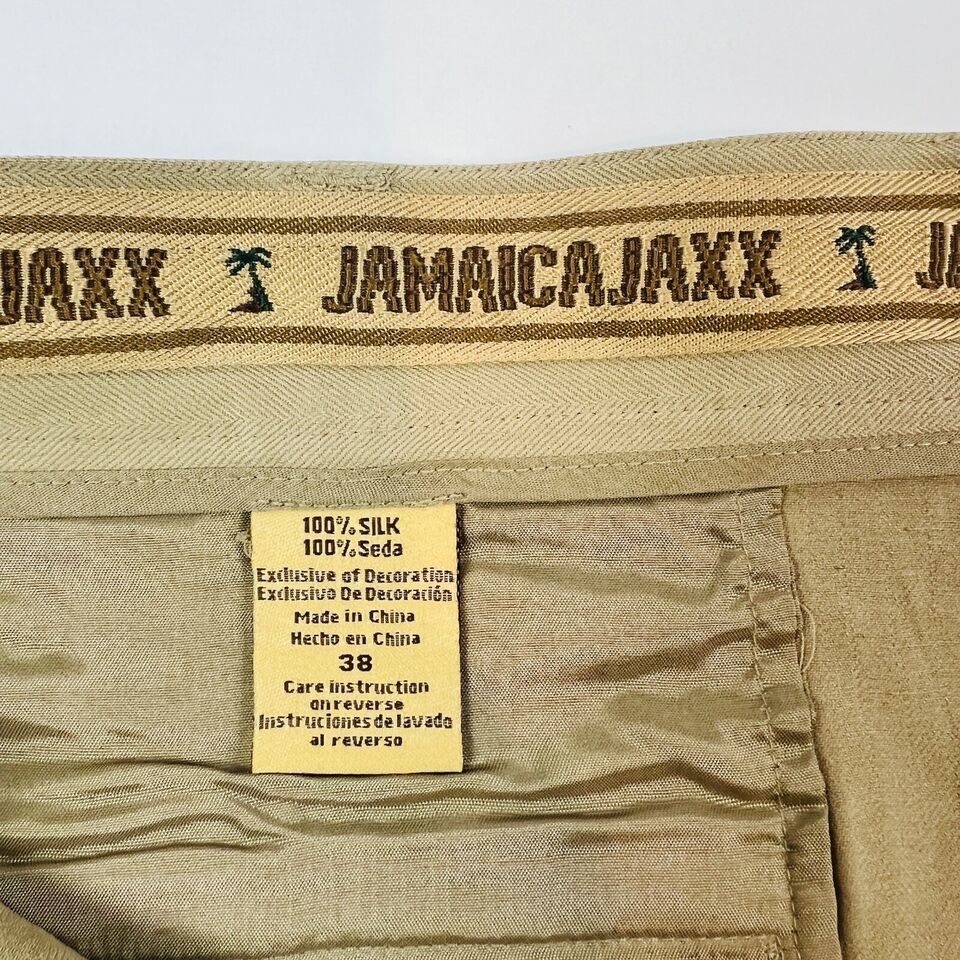 JAXX JAMAICAJAXX JA
100% SILK
100% Seda
Exclusive of Decoration
Exclusivo De Decoración
Made in China
Hecho en China
38
Care instruction
on reverse
Instruciones de lavado
al reverso